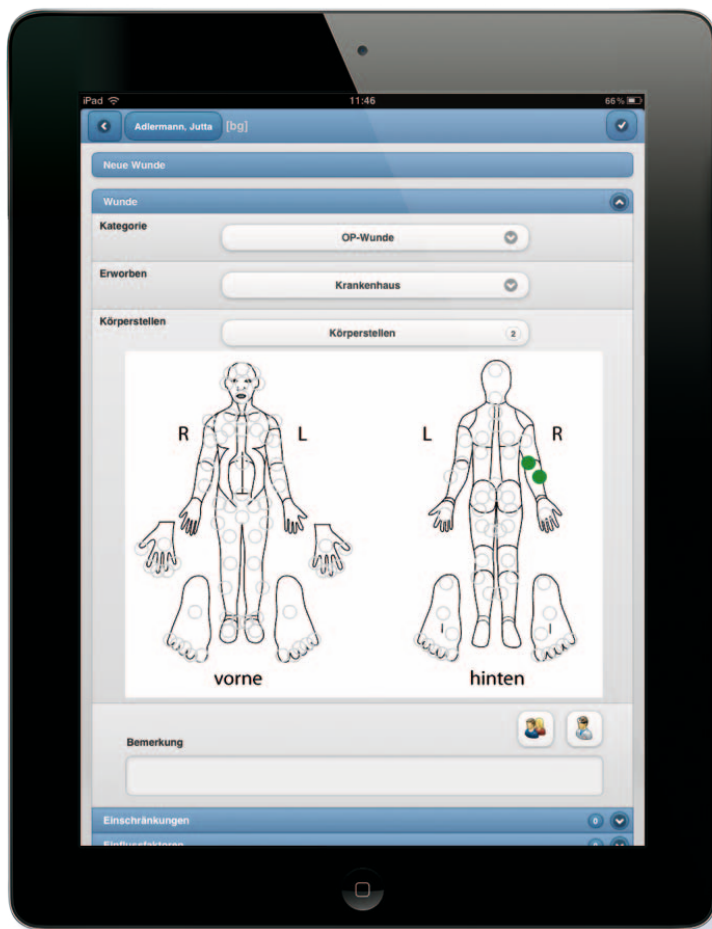 iPad 11:46 66 %
Adlermann, Jutta [bg]
Neue Wunde
Wunde
Kategorie OP-Wunde
Erworben Krankenhaus
Körperstellen Körperstellen 2
R L L R
vorne hinten
Bemerkung
Einschränkungen 0
Einflussfaktoren